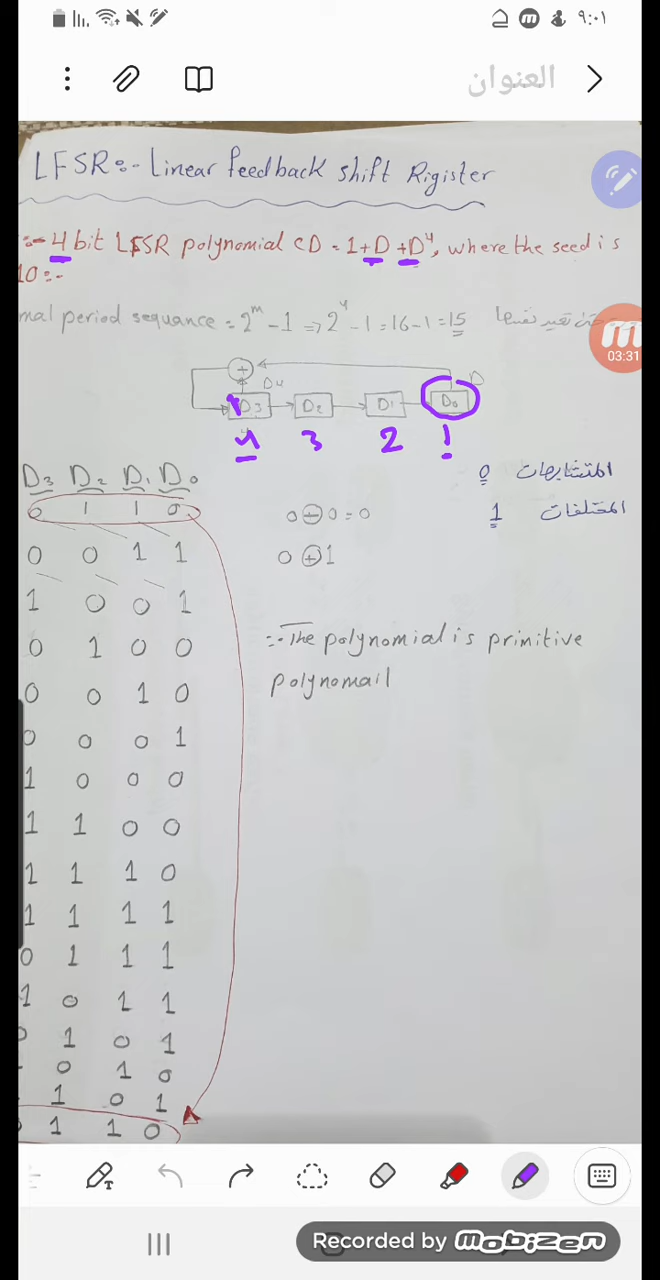 ٩:٠١
العنوان
LFSR:- Linear feedback shift Rigister
:- 4 bit LFSR polynomial CD = 1+D+D⁴, where the seed is
10:-
mal period sequance = 2ᵐ-1 => 2⁴-1 = 16-1 = 15
03:31
+
D4
D
D3 D2 D1 D0
4 3 2 1
D3 D2 D1 D0
المتشابهات 0
0 1 1 0
0 ⊕ 0 = 0
المختلفات 1
0 0 1 1
0 ⊕ 1
1 0 0 1
∴ The polynomial is primitive
0 1 0 0
polynomail
0 0 1 0
0 0 0 1
1 0 0 0
1 1 0 0
1 1 1 0
1 1 1 1
0 1 1 1
1 0 1 1
1 0 1
0 1 0
1 0 1
1 1 0
Recorded by mobizen